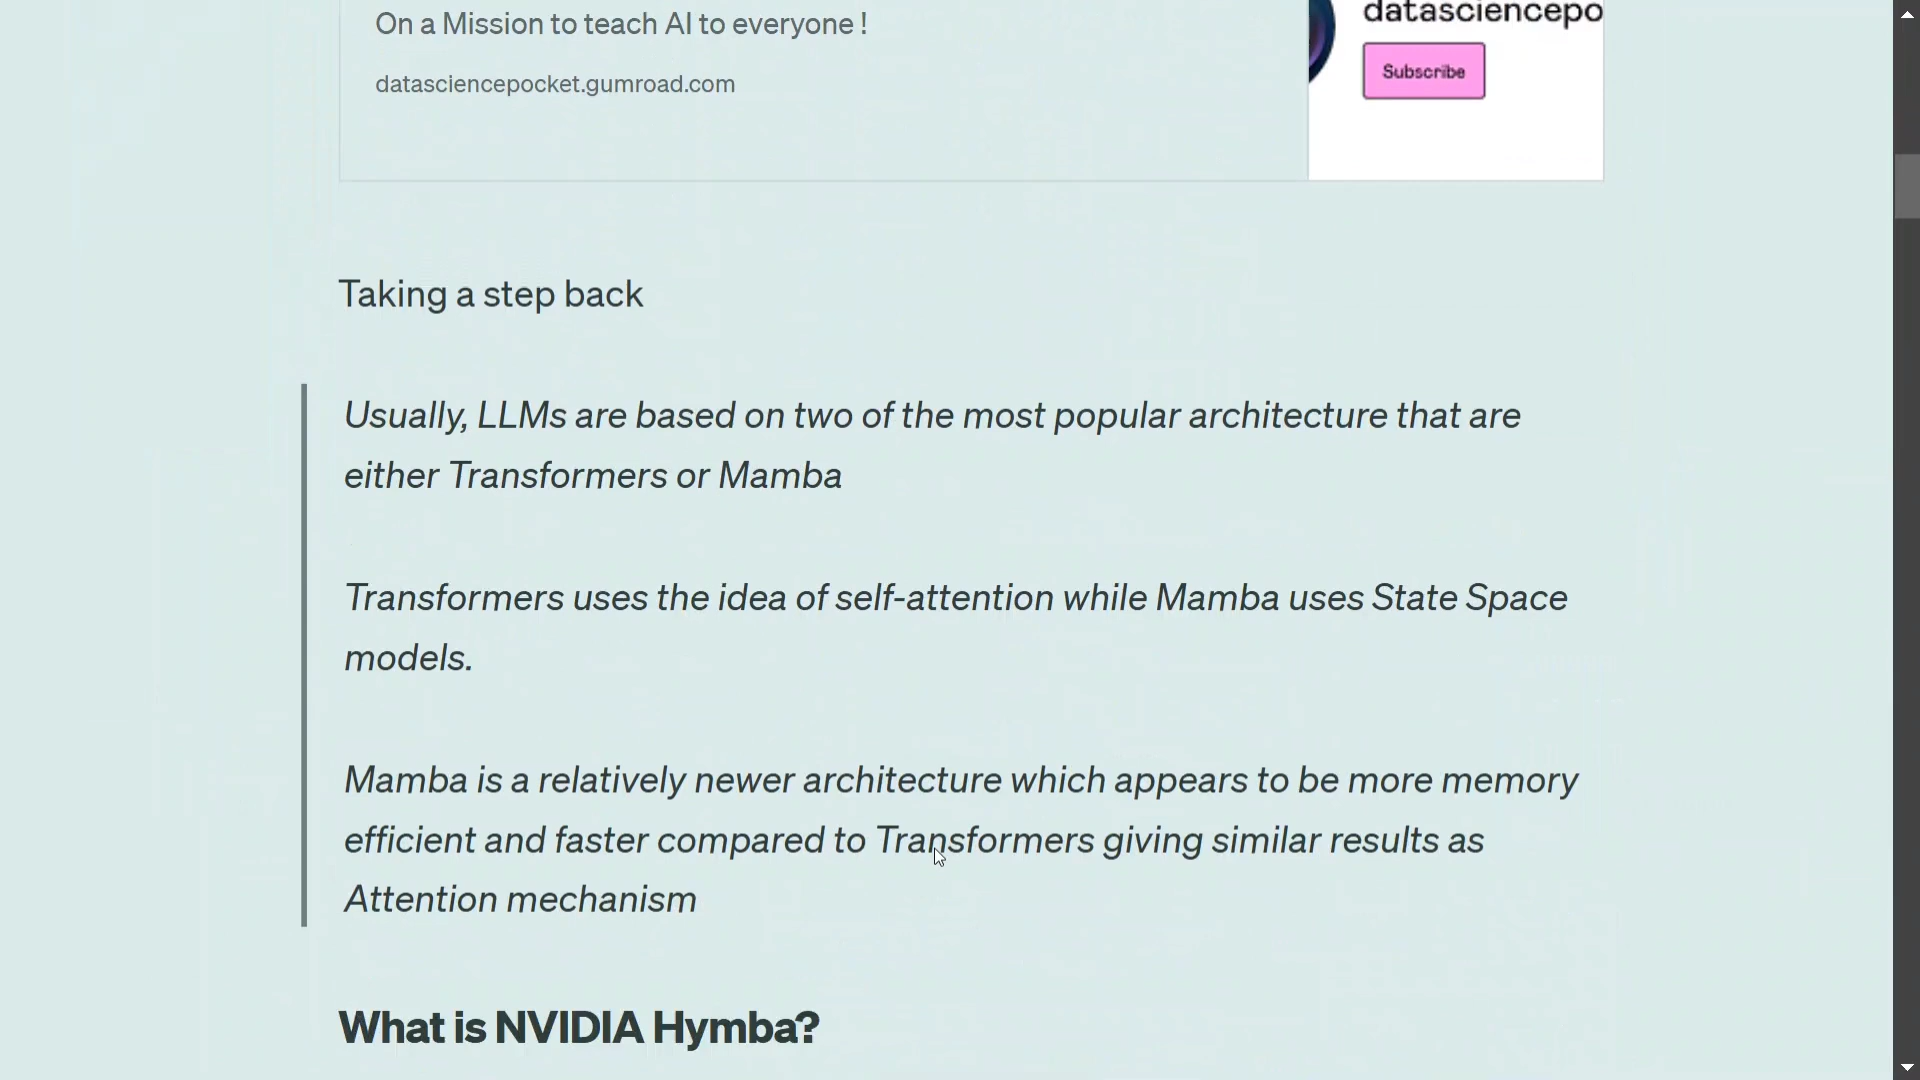 On a Mission to teach AI to everyone !
datasciencepocket.gumroad.com
datasciencepo
Subscribe
Taking a step back
Usually, LLMs are based on two of the most popular architecture that are
either Transformers or Mamba
Transformers uses the idea of self-attention while Mamba uses State Space
models.
Mamba is a relatively newer architecture which appears to be more memory
efficient and faster compared to Transformers giving similar results as
Attention mechanism
What is NVIDIA Hymba?